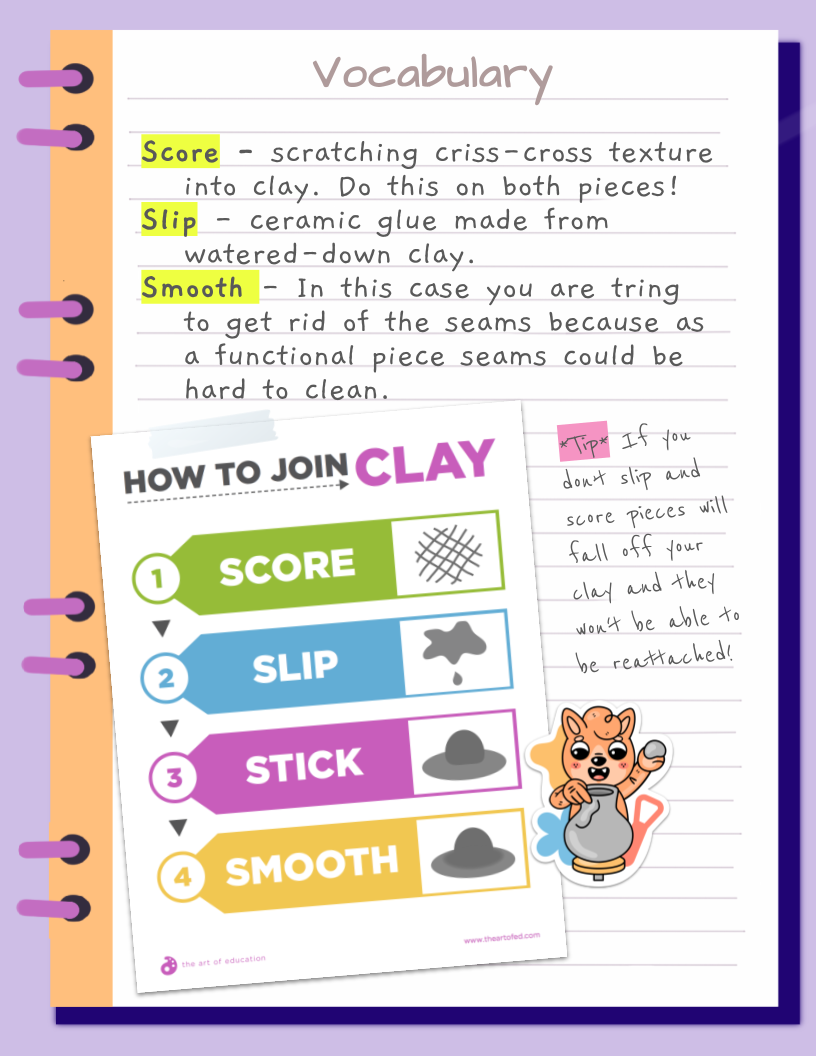 Vocabulary
Score - scratching criss-cross texture
into clay. Do this on both pieces!
Slip - ceramic glue made from
watered-down clay.
Smooth - In this case you are tring
to get rid of the seams because as
a functional piece seams could be
hard to clean.
HOW TO JOIN CLAY
1 SCORE
2 SLIP
3 STICK
4 SMOOTH
www.theartofed.com
the art of education
*Tip* If you
don't slip and
score pieces will
fall off your
clay and they
won't be able to
be reattached!